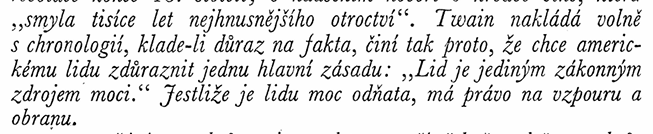 „smyla tisíce let nejhnusnějšího otroctví“. Twain nakládá volně
s chronologií, klade-li důraz na fakta, činí tak proto, že chce americ-
kému lidu zdůraznit jednu hlavní zásadu: „Lid je jediným zákonným
zdrojem moci.“ Jestliže je lidu moc odňata, má právo na vzpouru a
obranu.